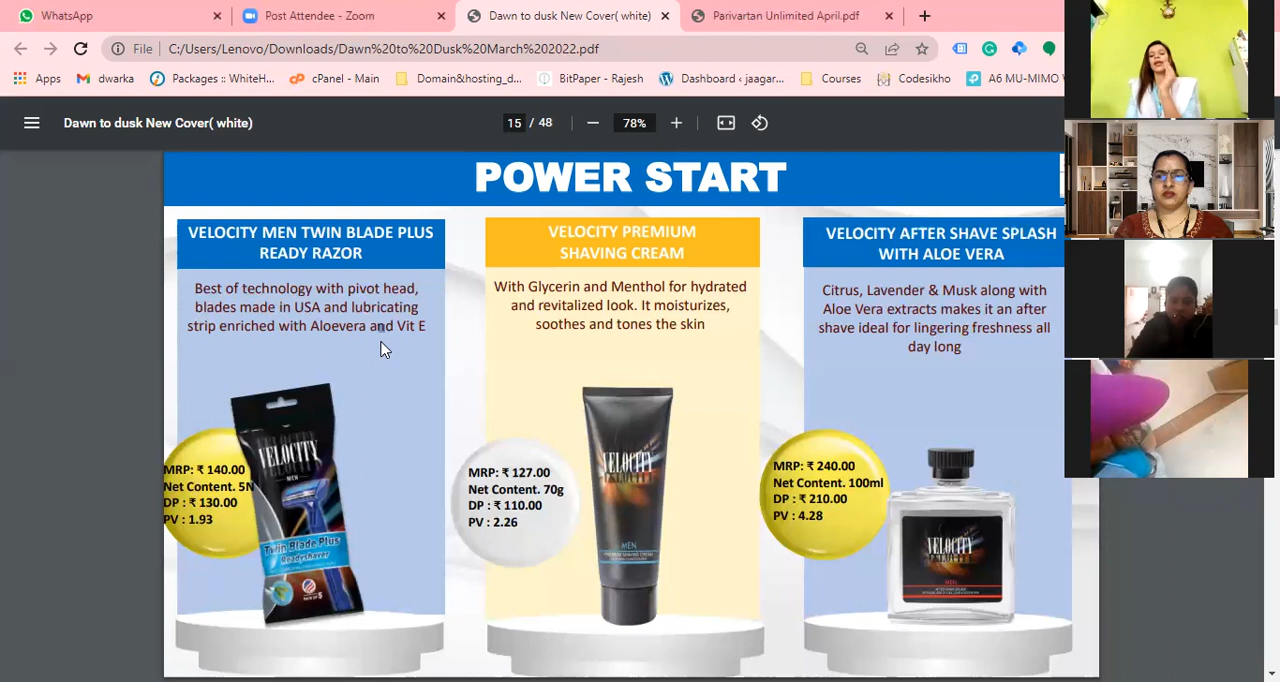 WhatsApp
Post Attendee - Zoom
Dawn to dusk New Cover( white)
Parivartan Unlimited April.pdf
File
C:/Users/Lenovo/Downloads/Dawn%20to%20Dusk%20March%202022.pdf
Apps
dwarka
Packages :: WhiteH...
cPanel - Main
Domain&hosting_d...
BitPaper - Rajesh
Dashboard ‹ jaagar...
Courses
Codesikho
A6 MU-MIMO
Dawn to dusk New Cover( white)
15 / 48
78%
POWER START
VELOCITY MEN TWIN BLADE PLUS
READY RAZOR
Best of technology with pivot head,
blades made in USA and lubricating
strip enriched with Aloevera and Vit E
MRP: ₹ 140.00
Net Content. 5N
DP : ₹ 130.00
PV : 1.93
VELOCITY
MEN
Twin Blade Plus
Readyshaver
VELOCITY PREMIUM
SHAVING CREAM
With Glycerin and Menthol for hydrated
and revitalized look. It moisturizes,
soothes and tones the skin
MRP: ₹ 127.00
Net Content. 70g
DP : ₹ 110.00
PV : 2.26
VELOCITY
MEN
VELOCITY AFTER SHAVE SPLASH
WITH ALOE VERA
Citrus, Lavender & Musk along with
Aloe Vera extracts makes it an after
shave ideal for lingering freshness all
day long
MRP: ₹ 240.00
Net Content. 100ml
DP : ₹ 210.00
PV : 4.28
VELOCITY
MEN